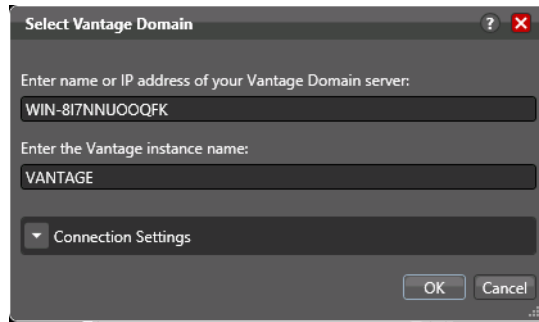 Select Vantage Domain ?
Enter name or IP address of your Vantage Domain server:
WIN-8I7NNUOOQFK
Enter the Vantage instance name:
VANTAGE
Connection Settings
OK Cancel